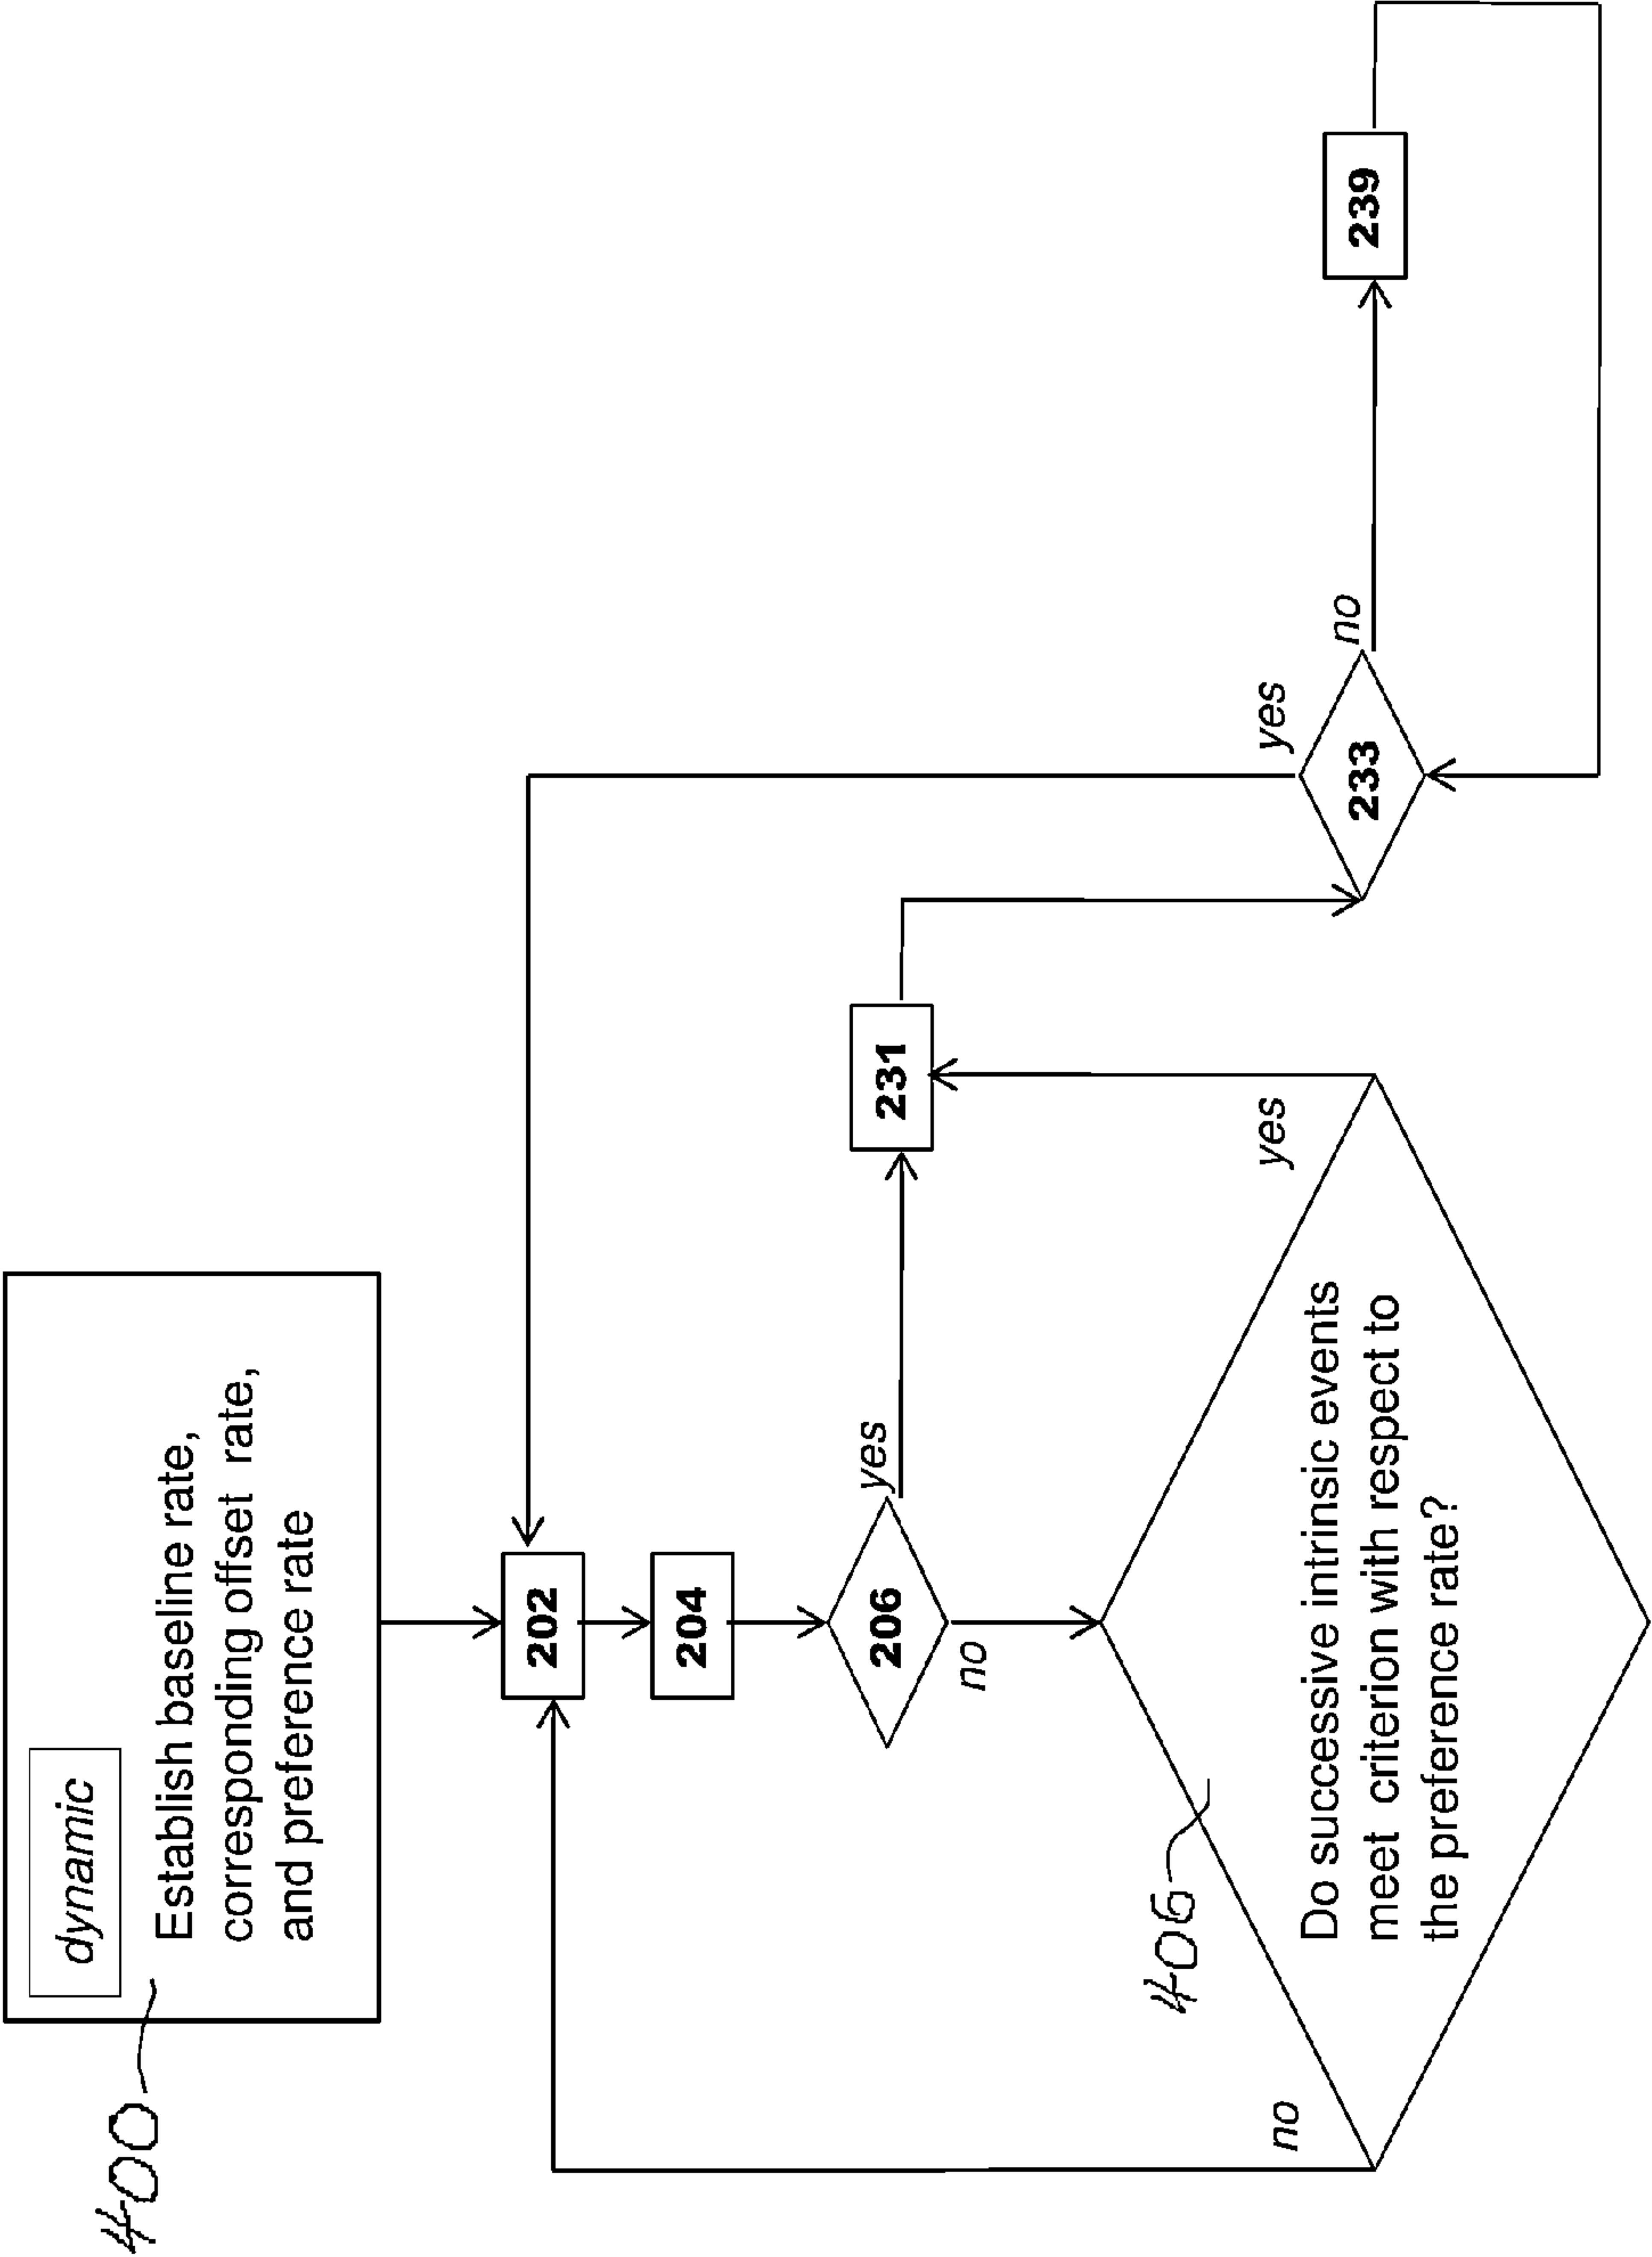 dynamic
400
Establish baseline rate,
corresponding offset rate,
and preference rate
202
204
206
yes
no
231
406
no
yes
Do successive intrinsic events
meet criterion with respect to
the preference rate?
yes
no
233
239